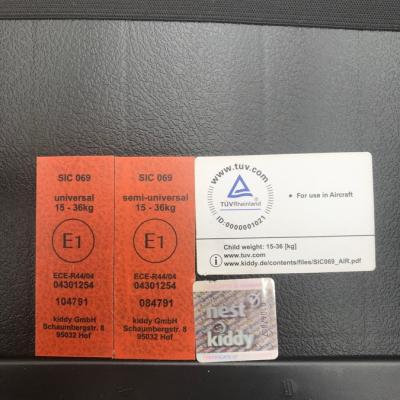 SIC 069
universal
15 - 36kg
E1
ECE-R44/04
04301254
104791
kiddy GmbH
Schaumbergstr. 8
95032 Hof
SIC 069
semi-universal
15 - 36kg
E1
ECE-R44/04
04301254
084791
kiddy GmbH
Schaumbergstr. 8
95032 Hof
www.tuv.com
TÜVRheinland
ID:0000001021
• For use in Aircraft
Child weight: 15-36 [kg]
www.tuv.com
i www.kiddy.de/contents/files/SIC069_AIR.pdf
nest
kiddy